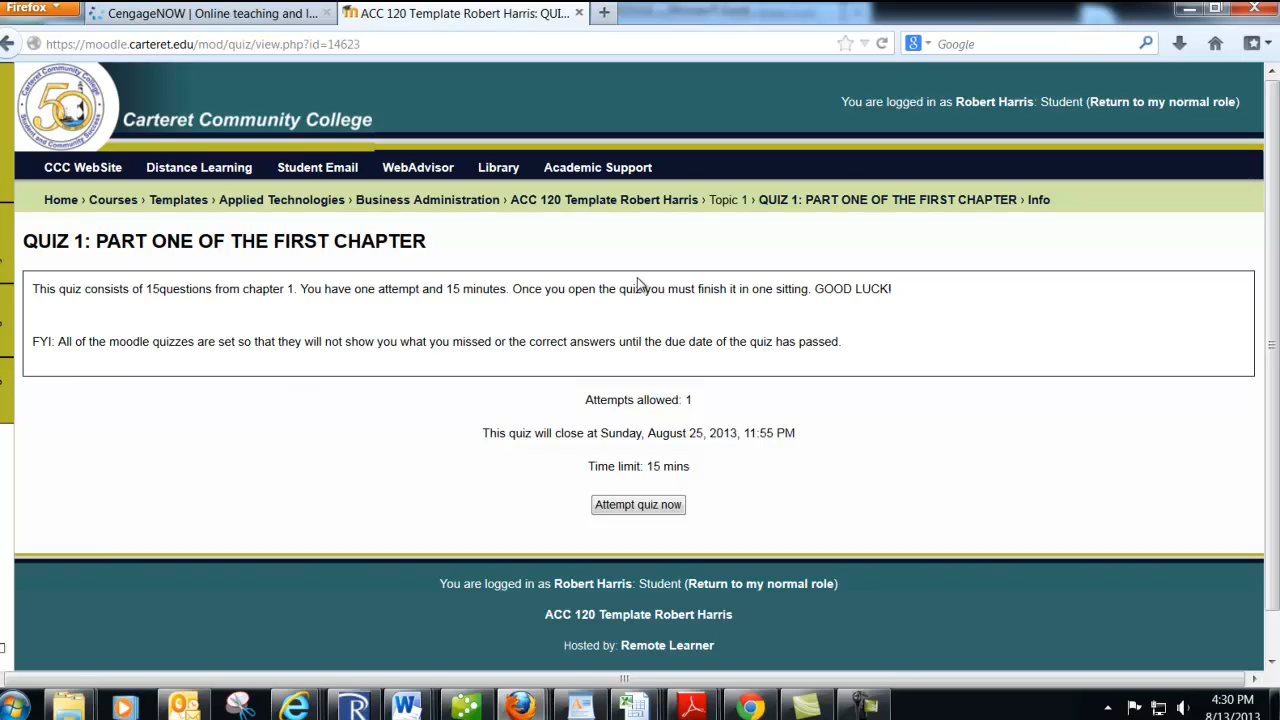 Firefox
CengageNOW | Online teaching and l... ACC 120 Template Robert Harris: QUI...
https://moodle.carteret.edu/mod/quiz/view.php?id=14623 Google
50
Carteret Community College
You are logged in as Robert Harris: Student (Return to my normal role)
CCC WebSite Distance Learning Student Email WebAdvisor Library Academic Support
Home › Courses › Templates › Applied Technologies › Business Administration › ACC 120 Template Robert Harris › Topic 1 › QUIZ 1: PART ONE OF THE FIRST CHAPTER › Info
QUIZ 1: PART ONE OF THE FIRST CHAPTER
This quiz consists of 15questions from chapter 1. You have one attempt and 15 minutes. Once you open the quiz you must finish it in one sitting. GOOD LUCK!
FYI: All of the moodle quizzes are set so that they will not show you what you missed or the correct answers until the due date of the quiz has passed.
Attempts allowed: 1
This quiz will close at Sunday, August 25, 2013, 11:55 PM
Time limit: 15 mins
Attempt quiz now
You are logged in as Robert Harris: Student (Return to my normal role)
ACC 120 Template Robert Harris
Hosted by: Remote Learner
4:30 PM
8/13/2013